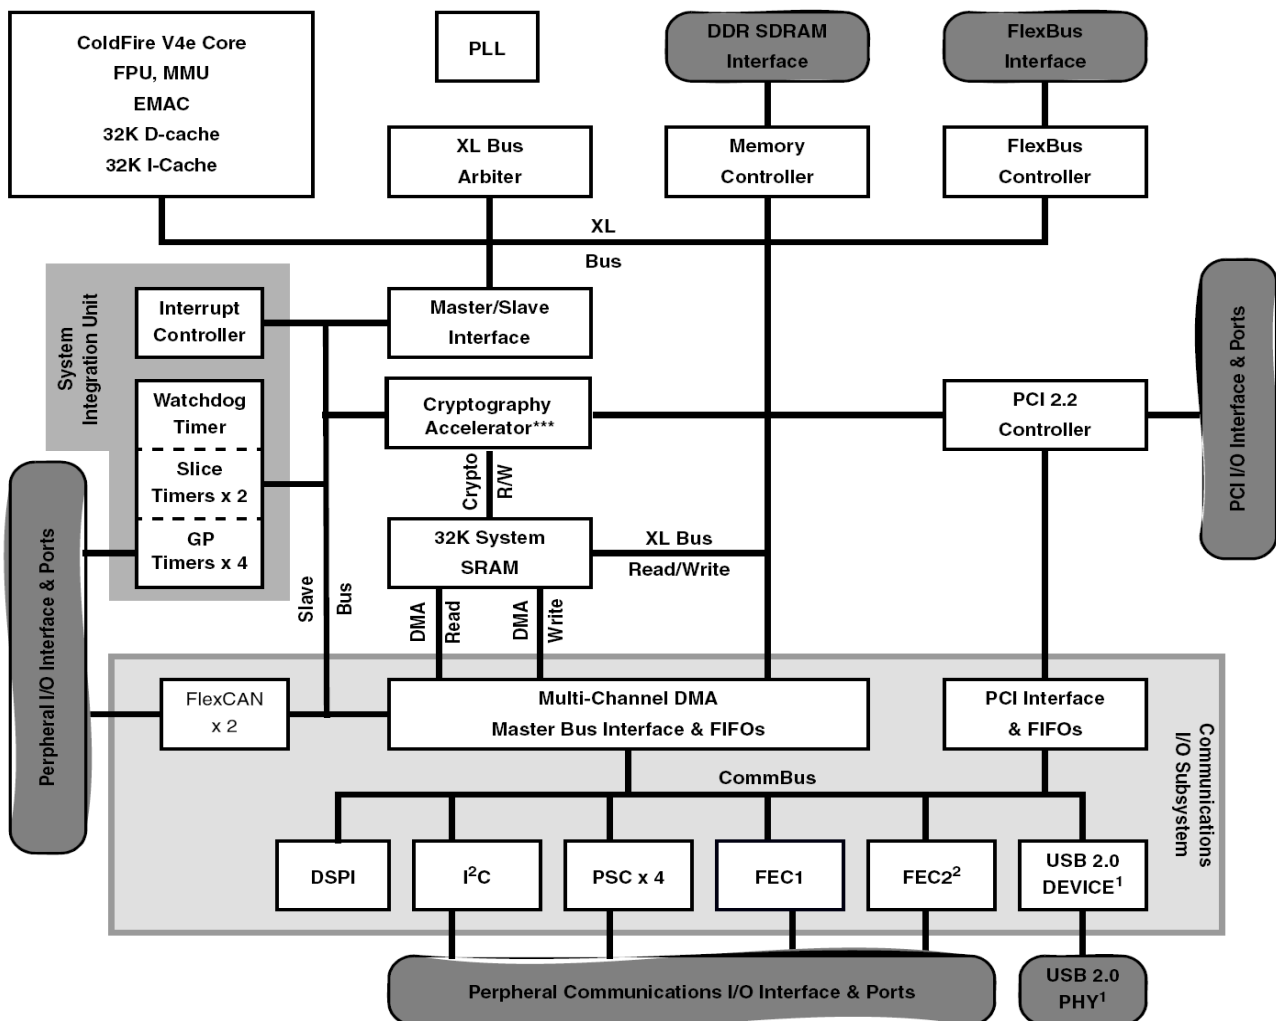 ColdFire V4e Core
FPU, MMU
EMAC
32K D-cache
32K I-Cache
PLL
DDR SDRAM
Interface
FlexBus
Interface
XL Bus
Arbiter
Memory
Controller
FlexBus
Controller
XL
Bus
System
Integration Unit
Interrupt
Controller
Master/Slave
Interface
Watchdog
Timer
Slice
Timers x 2
GP
Timers x 4
Cryptography
Accelerator***
PCI 2.2
Controller
PCI I/O Interface & Ports
Crypto
R/W
32K System
SRAM
XL Bus
Read/Write
Slave
Bus
DMA
Read
DMA
Write
Perpheral I/O Interface & Ports
FlexCAN
x 2
Multi-Channel DMA
Master Bus Interface & FIFOs
PCI Interface
& FIFOs
Communications
I/O Subsystem
CommBus
DSPI
I²C
PSC x 4
FEC1
FEC2²
USB 2.0
DEVICE¹
Perpheral Communications I/O Interface & Ports
USB 2.0
PHY¹